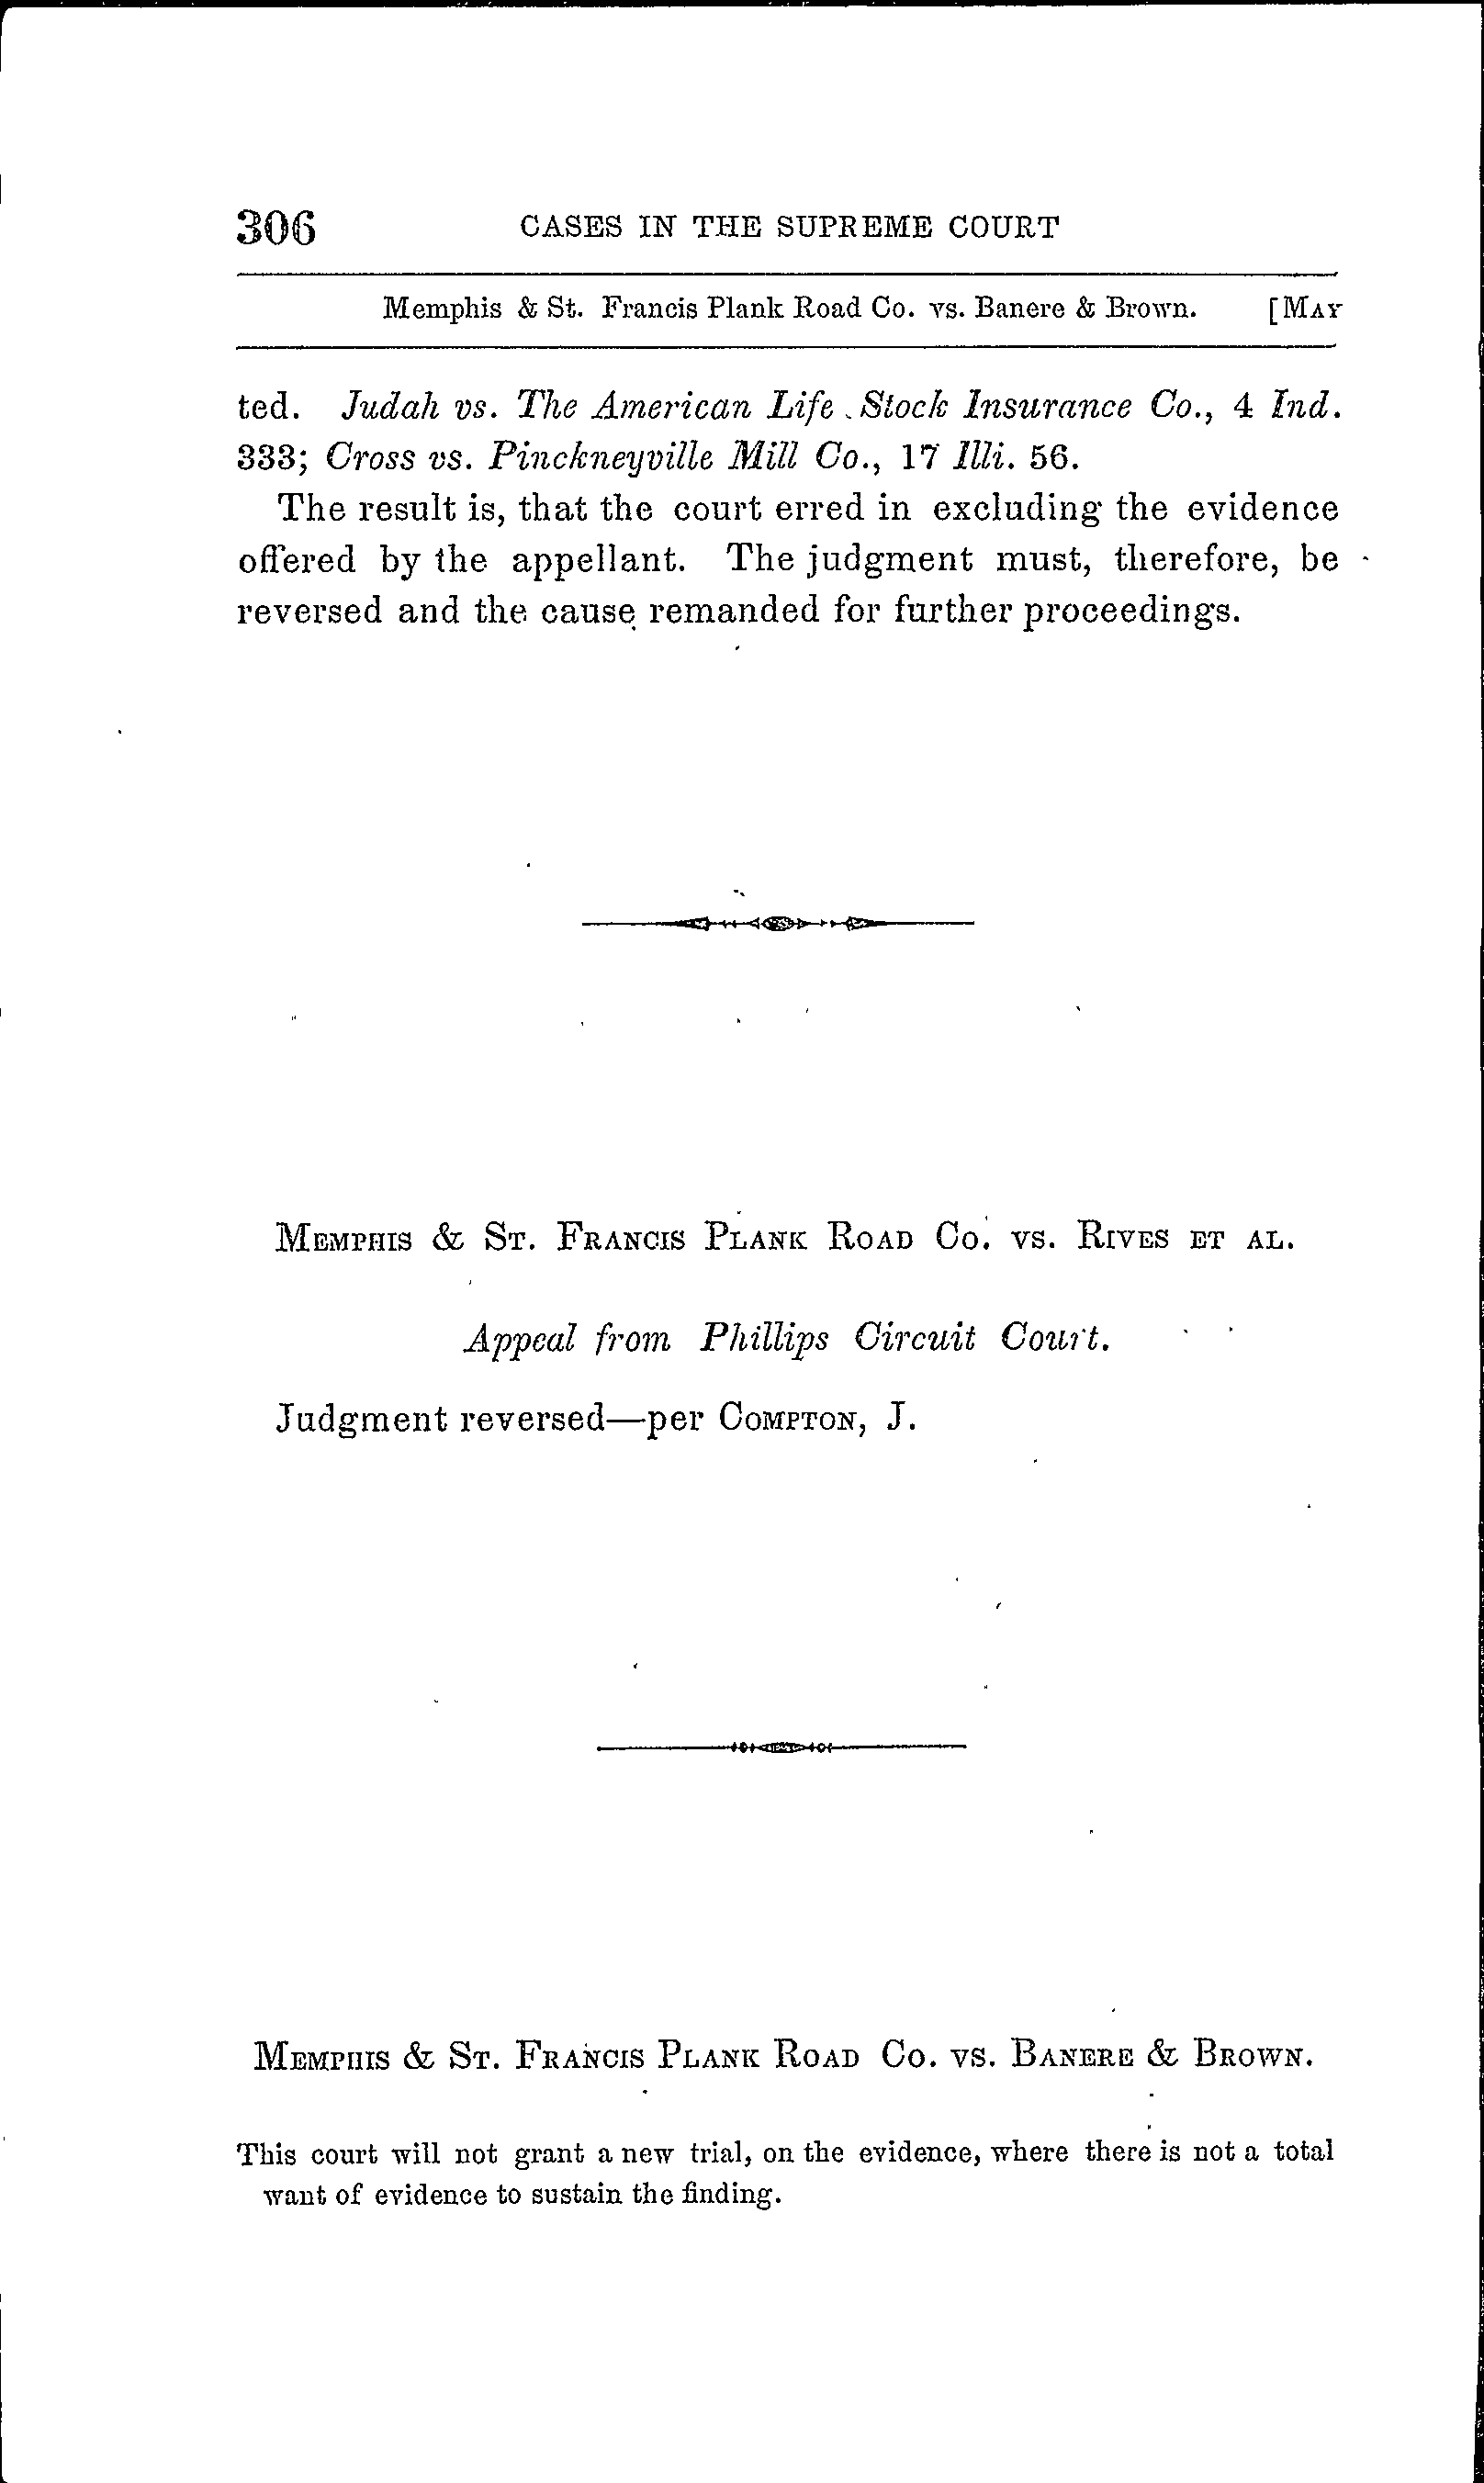 306 CASES IN THE SUPREME COURT
Memphis & St. Francis Plank Road Co. vs. Banere & Brown. [MAY
ted. Judah vs. The American Life Stock Insurance Co., 4 Ind.
333; Cross vs. Pinckneyville Mill Co., 17 Illi. 56.
The result is, that the court erred in excluding the evidence
offered by the appellant. The judgment must, therefore, be
reversed and the cause remanded for further proceedings.
MEMPHIS & ST. FRANCIS PLANK ROAD CO. VS. RIVES ET AL.
Appeal from Phillips Circuit Court.
Judgment reversed—per COMPTON, J.
MEMPHIS & ST. FRANCIS PLANK ROAD CO. VS. BANERE & BROWN.
This court will not grant a new trial, on the evidence, where there is not a total
want of evidence to sustain the finding.